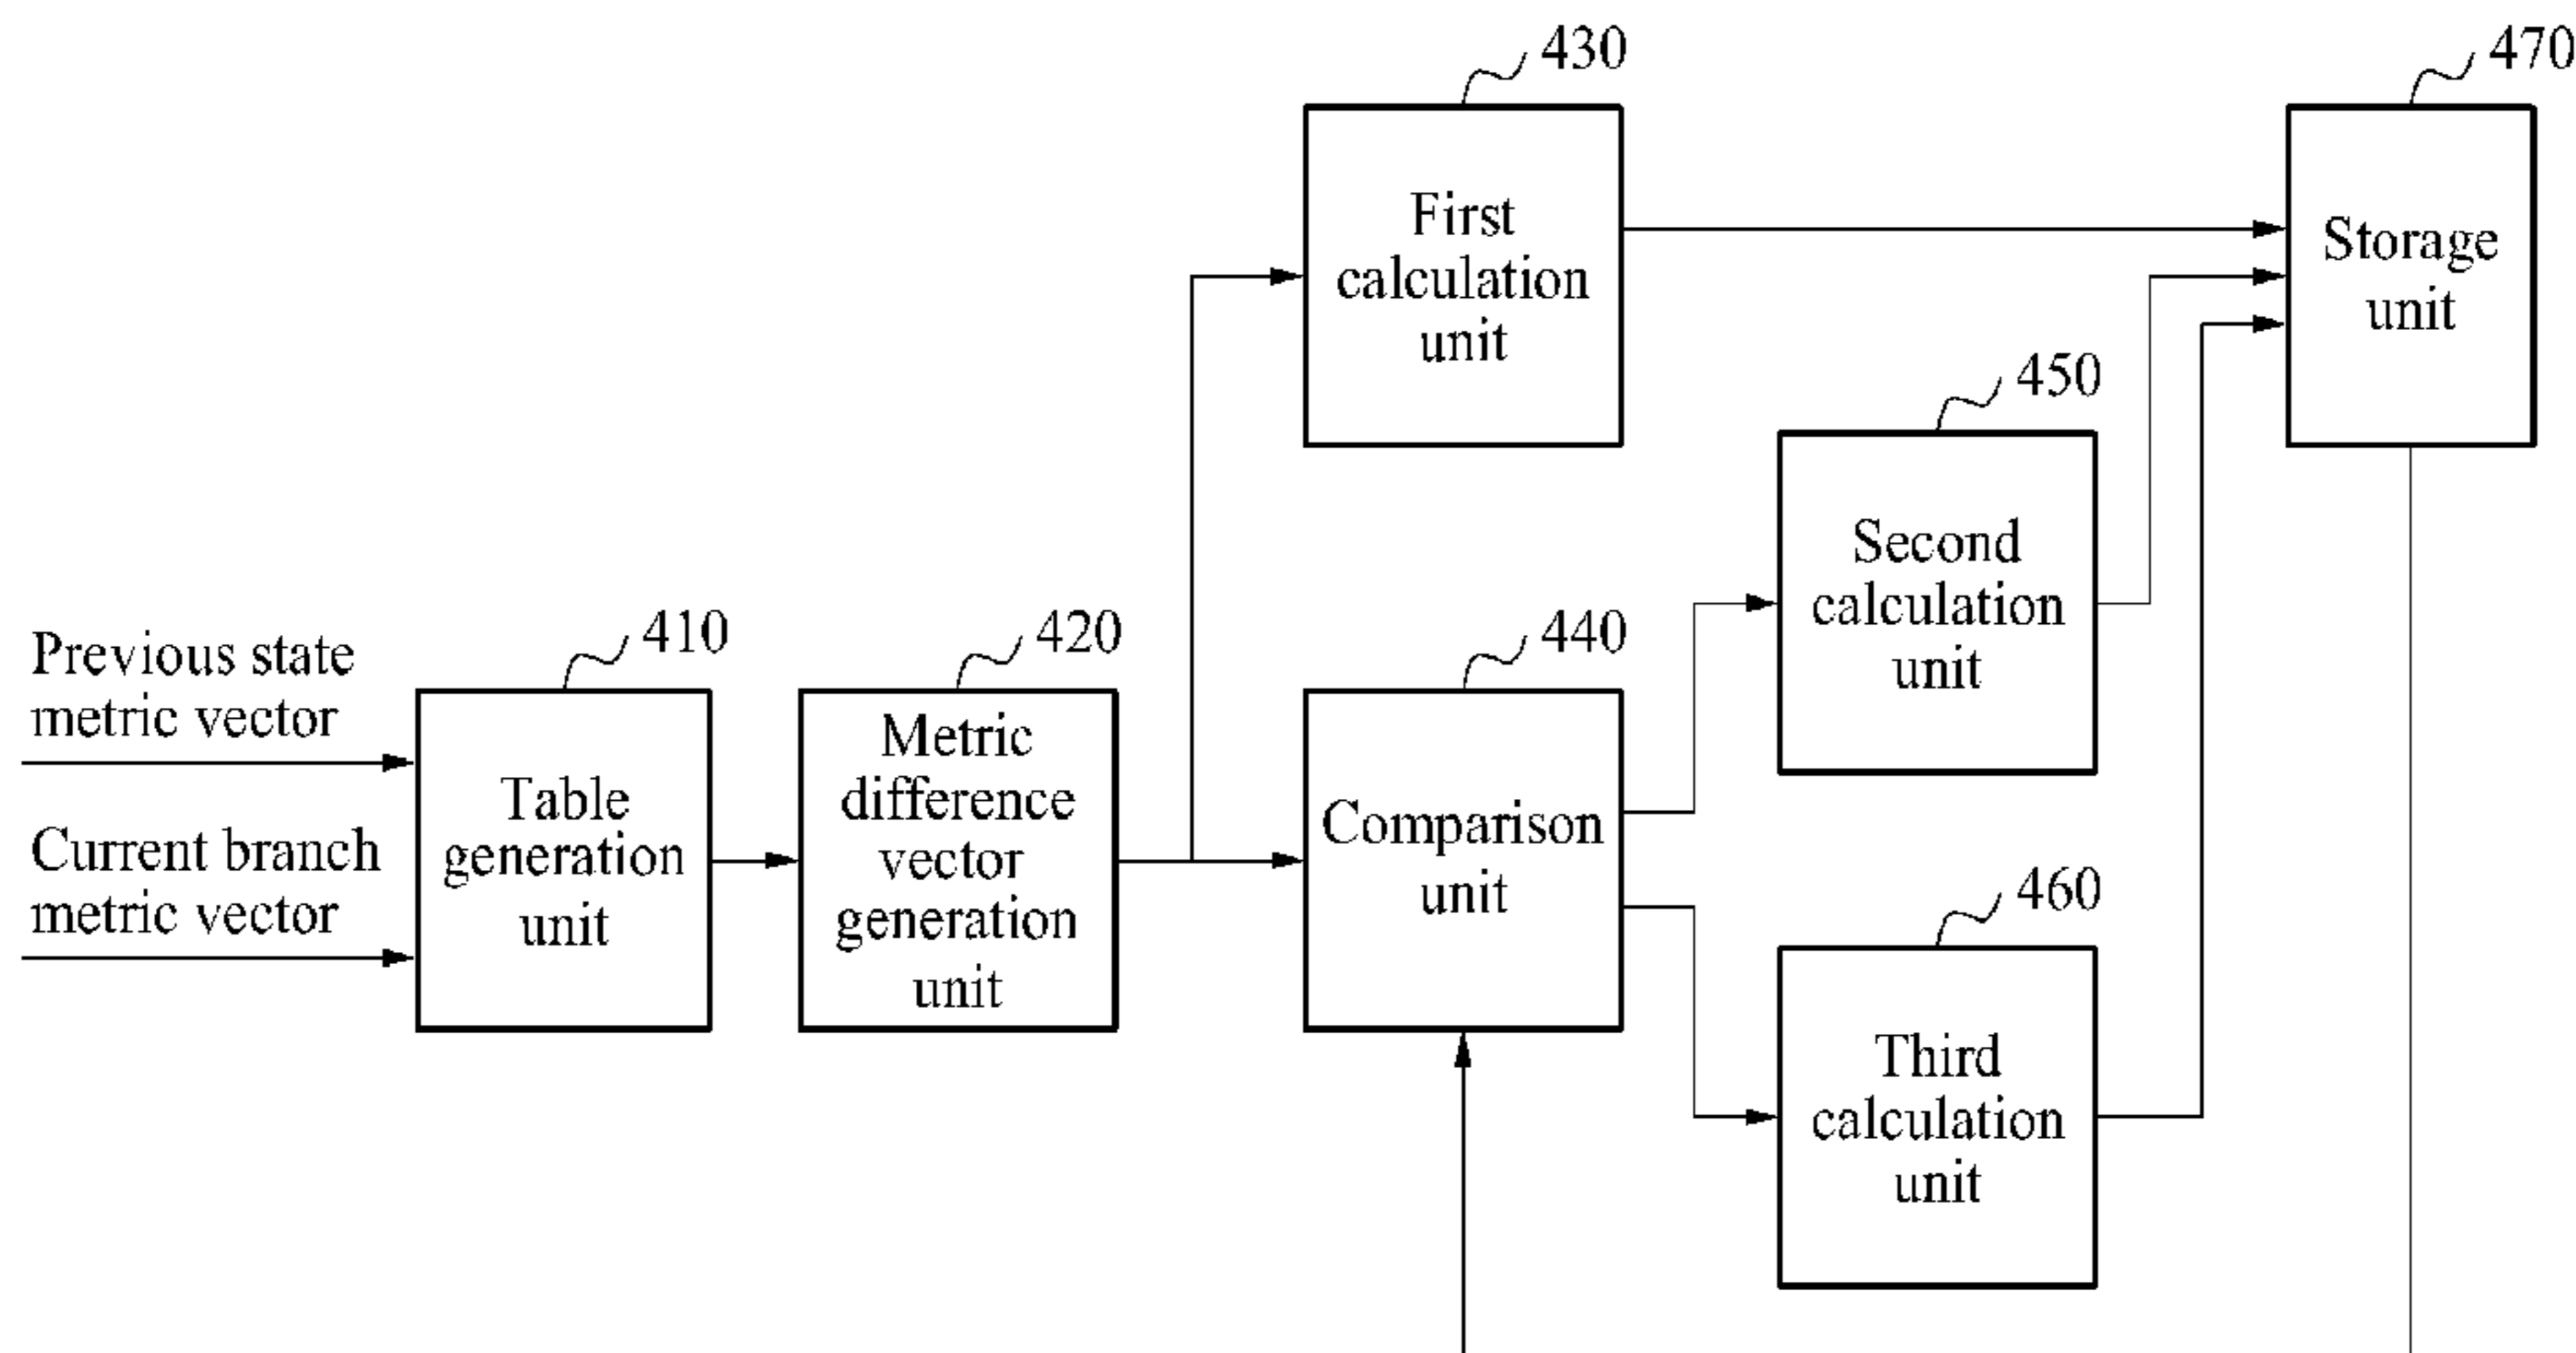 430
470
First
calculation
unit
Storage
unit
450
Second
calculation
unit
Previous state
metric vector
Current branch
metric vector
410
Table
generation
unit
420
Metric
difference
vector
generation
unit
440
Comparison
unit
460
Third
calculation
unit